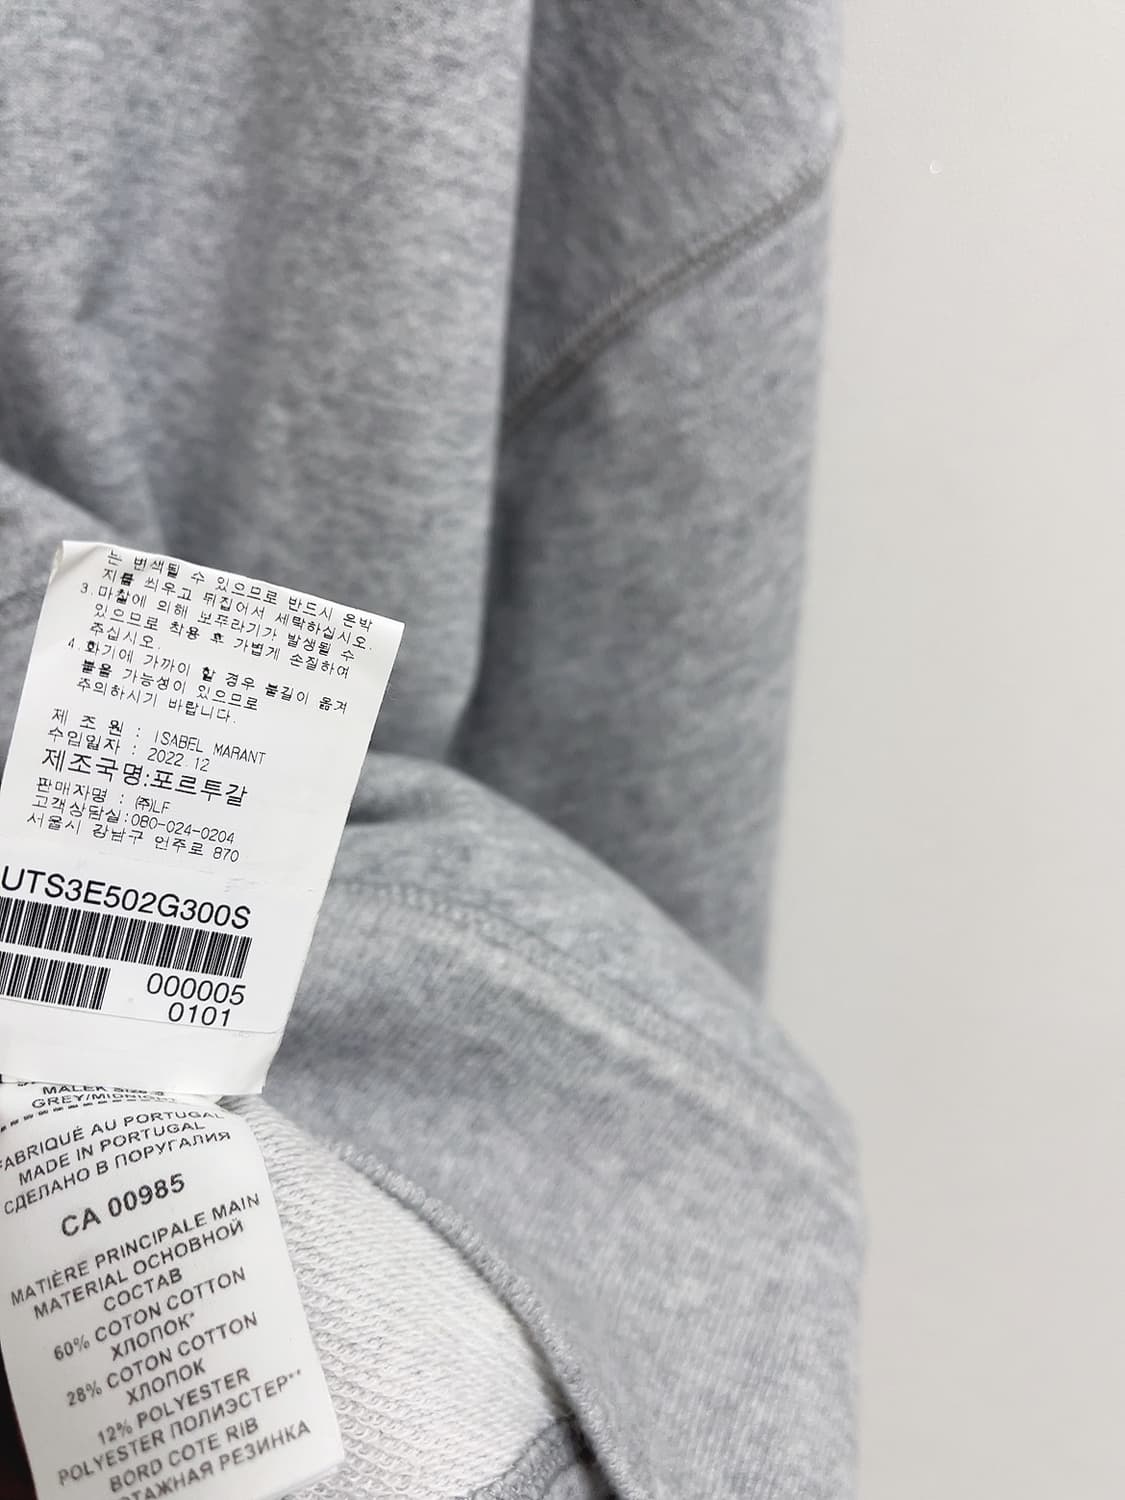 는 변색될 수 있으므로 반드시 온박
지를 씌우고 뒤집어서 세탁하십시오.
3.마찰에 의해 보푸라기가 발생될 수
있으므로 착용 후 가볍게 손질하여
주십시오.
4.화기에 가까이 할 경우 불길이 옮겨
붙을 가능성이 있으므로
주의하시기 바랍니다.
제 조 원 : ISABEL MARANT
수입일자 : 2022.12
제조국명:포르투갈
판매자명 : ㈜LF
고객상담실:080-024-0204
서울시 강남구 언주로 870
UTS3E502G300S
000005
0101
MALEK
GREY/MIDNIGHT
FABRIQUÉ AU PORTUGAL
MADE IN PORTUGAL
СДЕЛАНО В ПОРУГАЛИЯ
CA 00985
MATIÈRE PRINCIPALE MAIN
MATERIAL ОСНОВНОЙ
СОСТАВ
60% COTON COTTON
ХЛОПОК*
28% COTON COTTON
ХЛОПОК
12% POLYESTER
POLYESTER ПОЛИЭСТЕР**
BORD COTE RIB
РЕЗИНКА